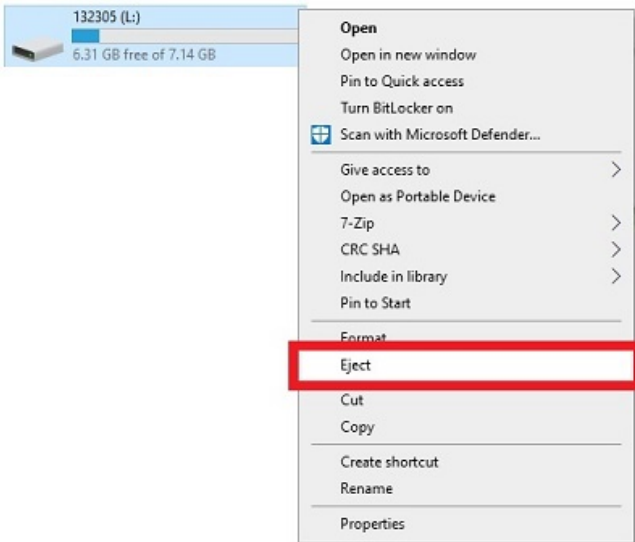 132305 (L:)
6.31 GB free of 7.14 GB
Open
Open in new window
Pin to Quick access
Turn BitLocker on
Scan with Microsoft Defender...
Give access to
Open as Portable Device
7-Zip
CRC SHA
Include in library
Pin to Start
Format...
Eject
Cut
Copy
Create shortcut
Rename
Properties